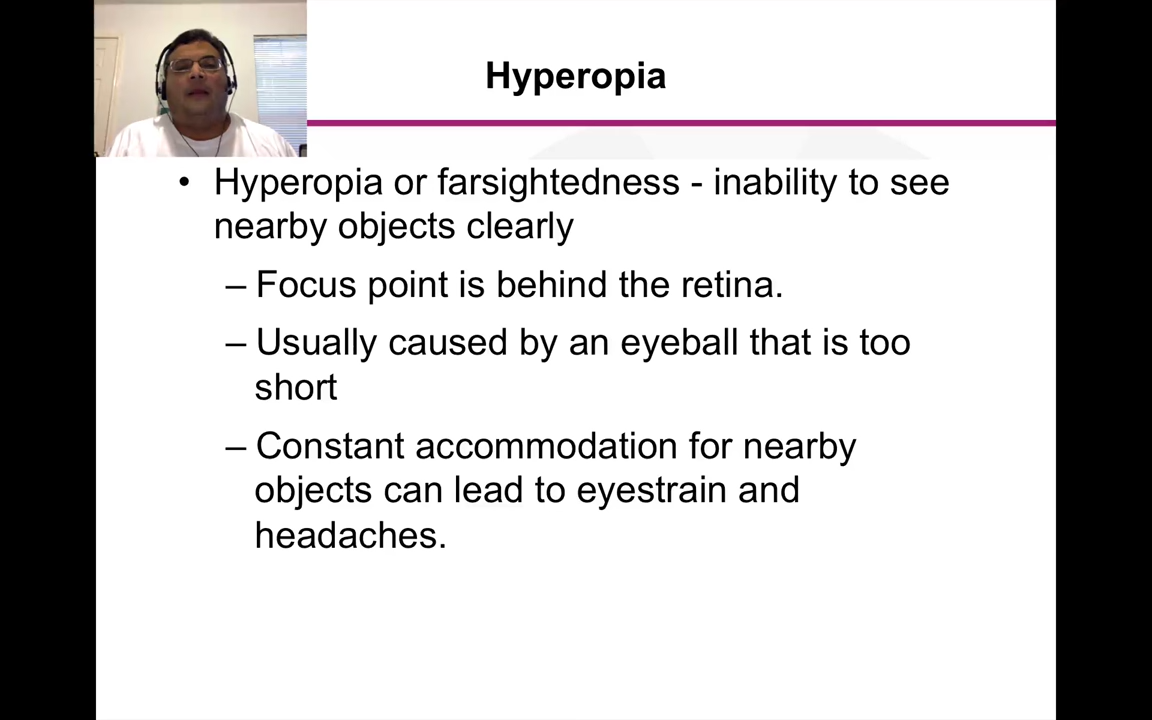 Hyperopia
• Hyperopia or farsightedness - inability to see
nearby objects clearly
– Focus point is behind the retina.
– Usually caused by an eyeball that is too
short
– Constant accommodation for nearby
objects can lead to eyestrain and
headaches.